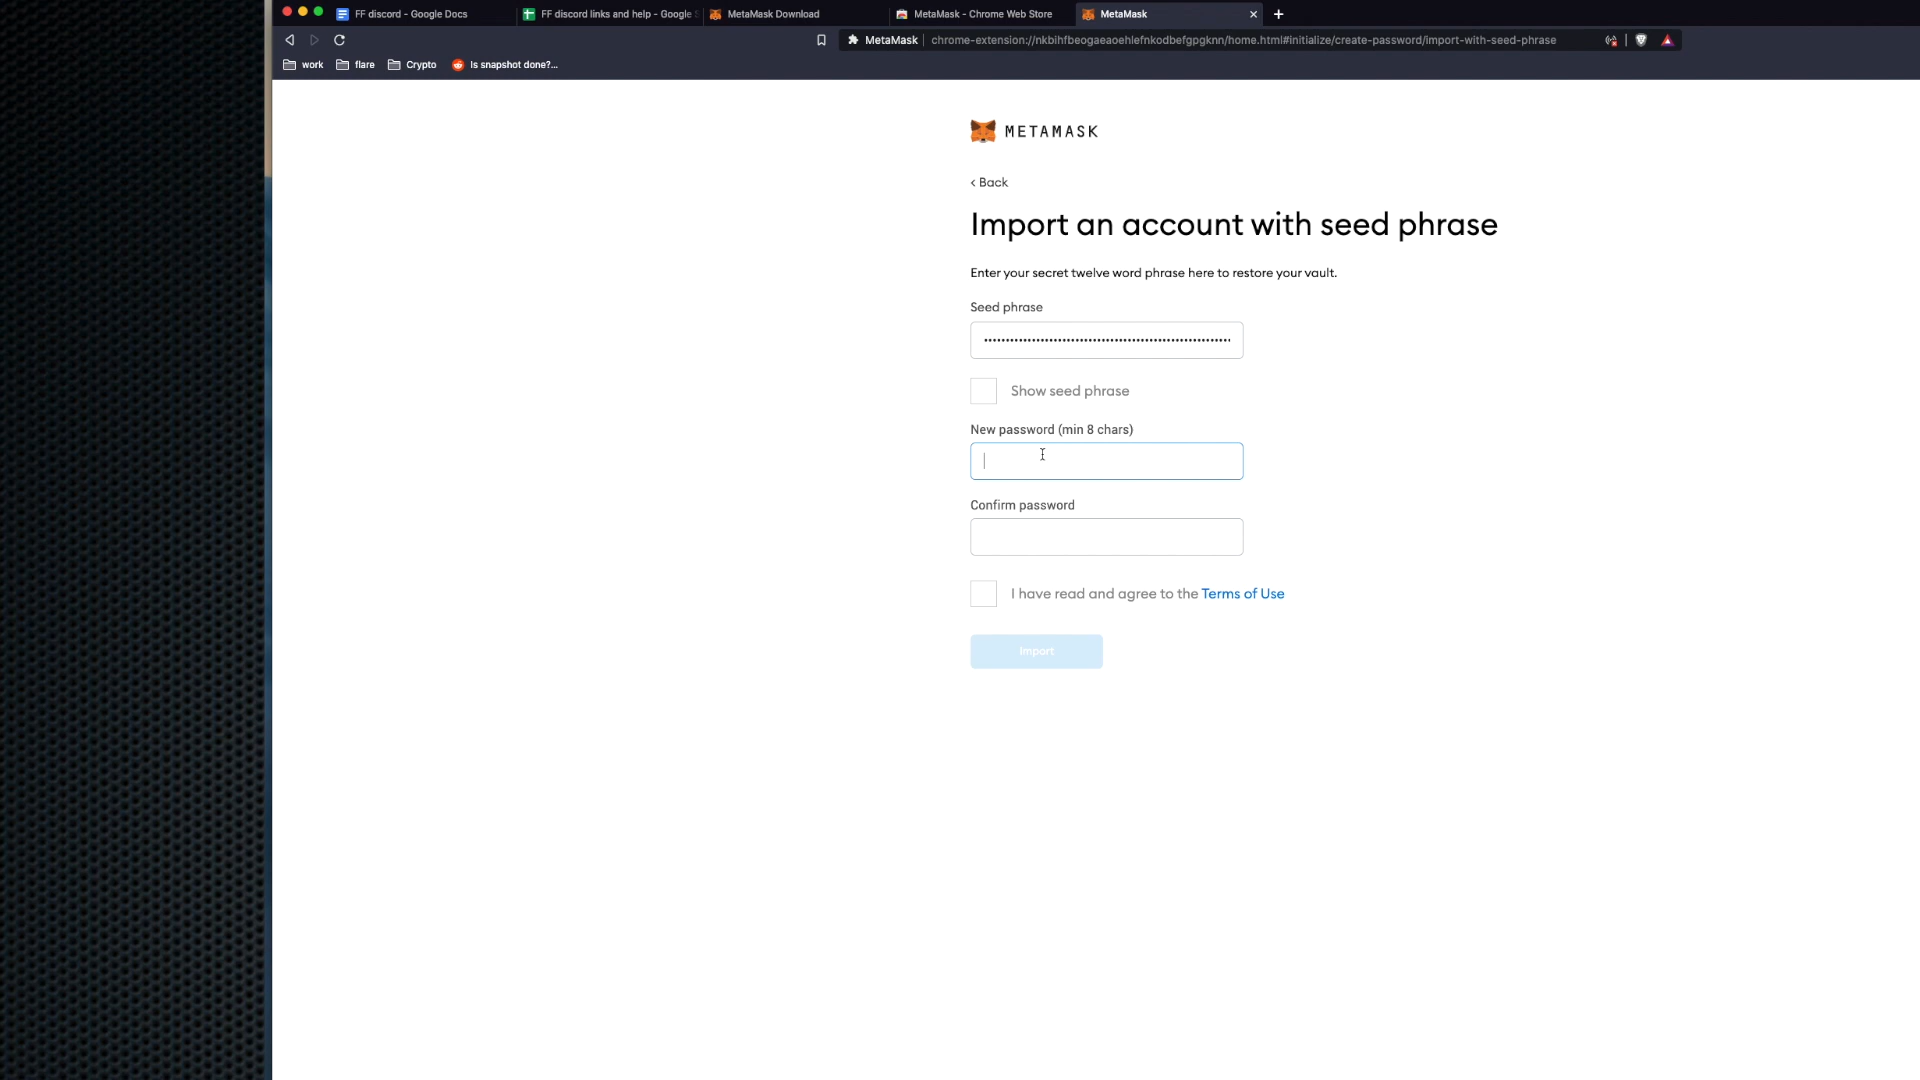 FF discord - Google Docs
FF discord links and help - Google S
MetaMask Download
MetaMask - Chrome Web Store
MetaMask
MetaMask chrome-extension://nkbihfbeogaeaoehlefnkodbefgpgknn/home.html#initialize/create-password/import-with-seed-phrase
work flare Crypto Is snapshot done?...
METAMASK
< Back
Import an account with seed phrase
Enter your secret twelve word phrase here to restore your vault.
Seed phrase
Show seed phrase
New password (min 8 chars)
Confirm password
I have read and agree to the Terms of Use
Import